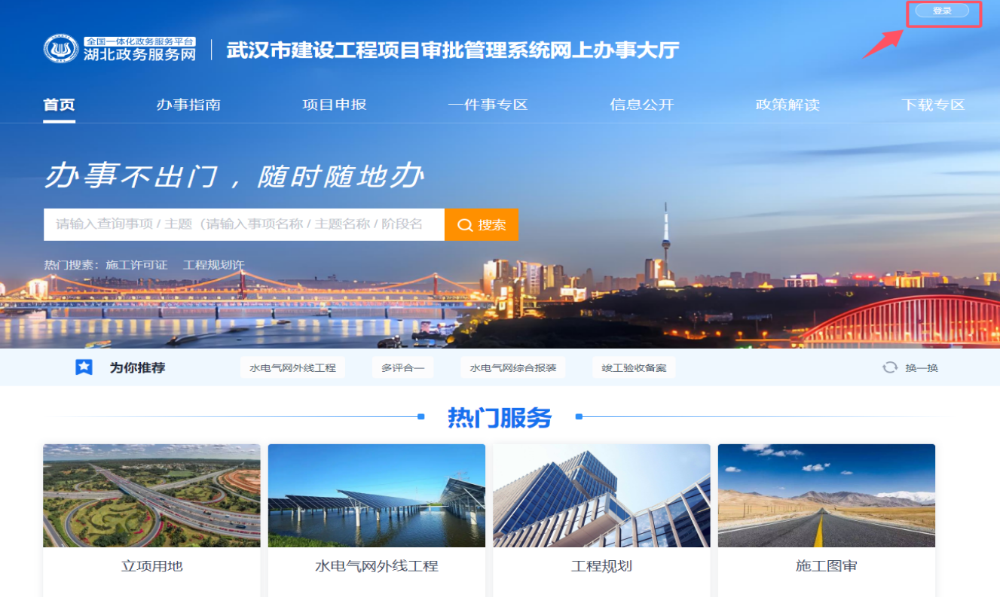 登录
全国一体化政务服务平台
湖北政务服务网
武汉市建设工程项目审批管理系统网上办事大厅
首页 办事指南 项目申报 一件事专区 信息公开 政策解读 下载专区
办事不出门，随时随地办
请输入查询事项 / 主题（请输入事项名称 / 主题名称 / 阶段名 搜索
热门搜素：施工许可证 工程规划许
为你推荐 水电气网外线工程 多评合一 水电气网综合报装 竣工验收备案 换一换
热门服务
立项用地 水电气网外线工程 工程规划 施工图审